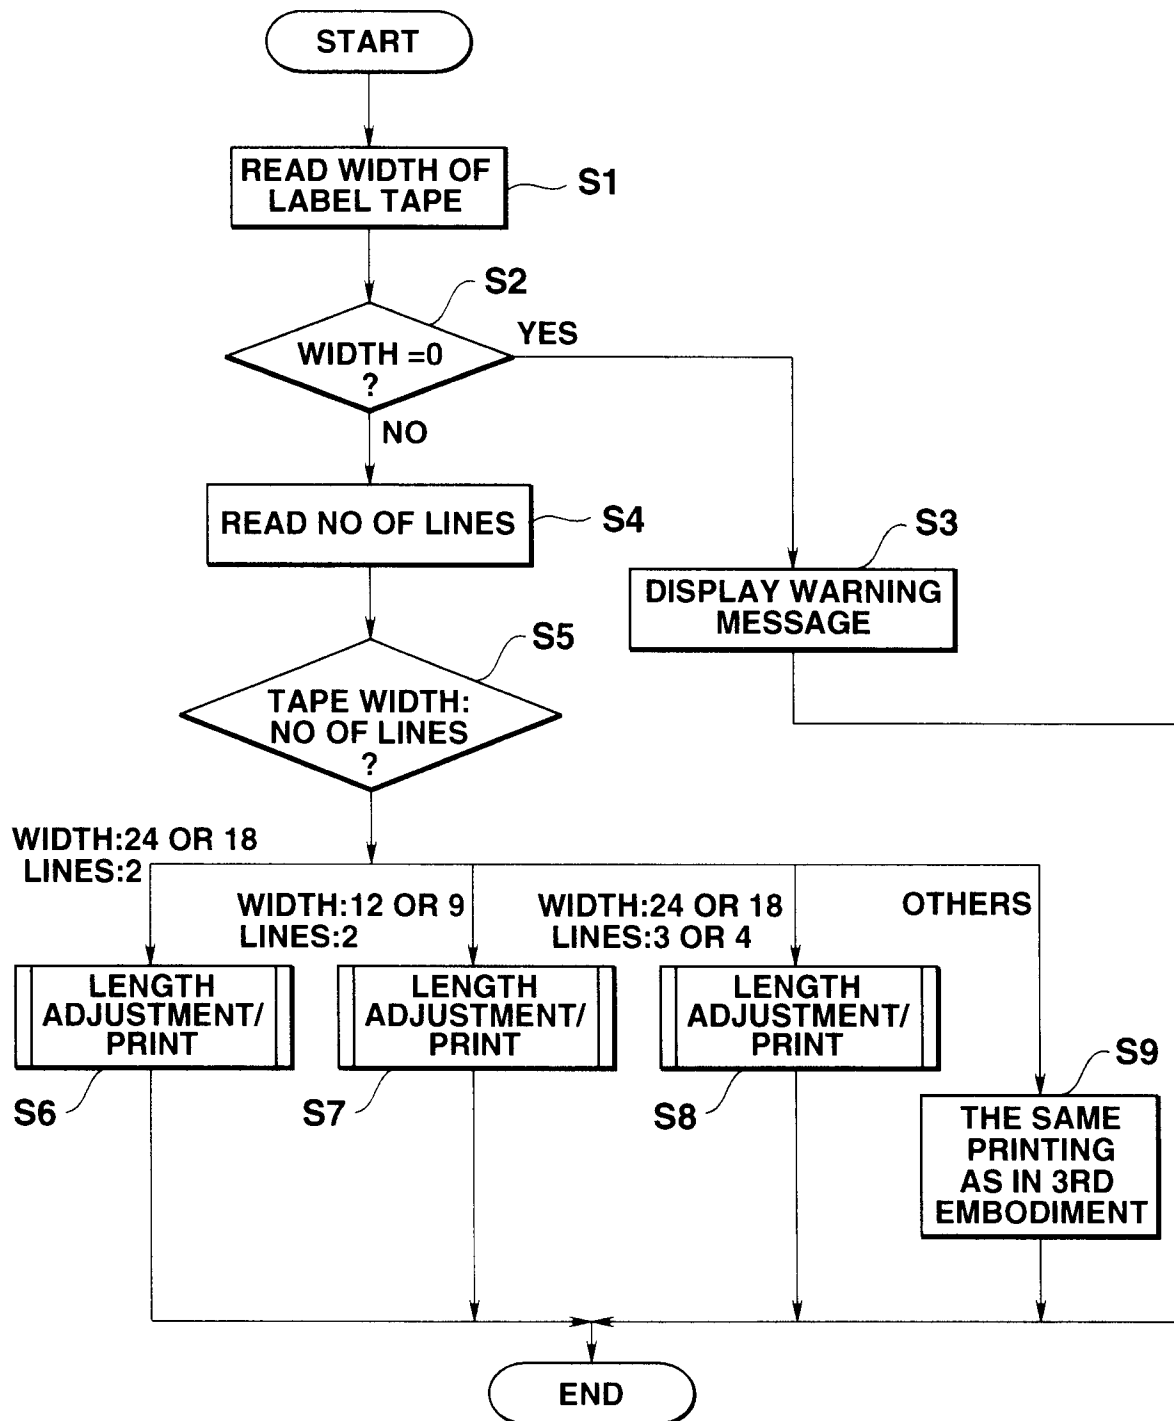 START
READ WIDTH OF
LABEL TAPE
S1
S2
WIDTH =0
?
YES
NO
READ NO OF LINES
S4
S3
DISPLAY WARNING
MESSAGE
S5
TAPE WIDTH:
NO OF LINES
?
WIDTH:24 OR 18
LINES:2
WIDTH:12 OR 9
LINES:2
WIDTH:24 OR 18
LINES:3 OR 4
OTHERS
LENGTH
ADJUSTMENT/
PRINT
S6
LENGTH
ADJUSTMENT/
PRINT
S7
LENGTH
ADJUSTMENT/
PRINT
S8
S9
THE SAME
PRINTING
AS IN 3RD
EMBODIMENT
END